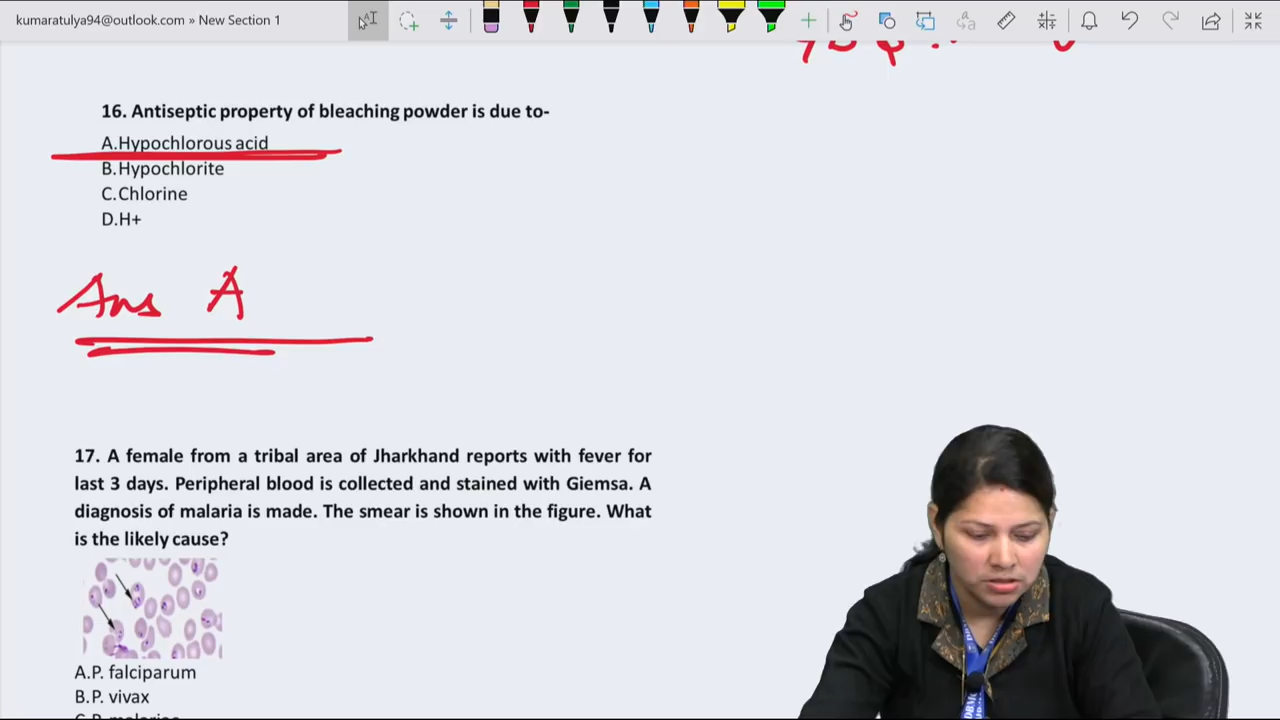 kumaratulya94@outlook.com » New Section 1
16. Antiseptic property of bleaching powder is due to-
A.Hypochlorous acid
B.Hypochlorite
C.Chlorine
D.H+
Ans A
17. A female from a tribal area of Jharkhand reports with fever for
last 3 days. Peripheral blood is collected and stained with Giemsa. A
diagnosis of malaria is made. The smear is shown in the figure. What
is the likely cause?
A.P. falciparum
B.P. vivax